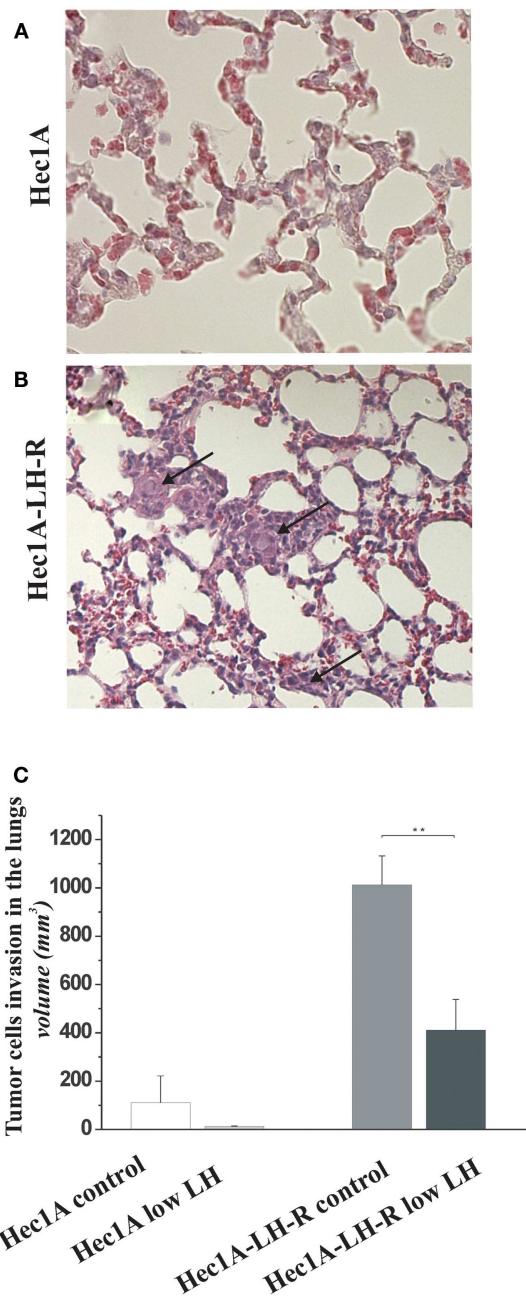 A
Hec1A
B
Hec1A-LH-R
C
Tumor cells invasion in the lungs
volume (mm³)
1200
1000
800
600
400
200
0
**
Hec1A control
Hec1A low LH
Hec1A-LH-R control
Hec1A-LH-R low LH